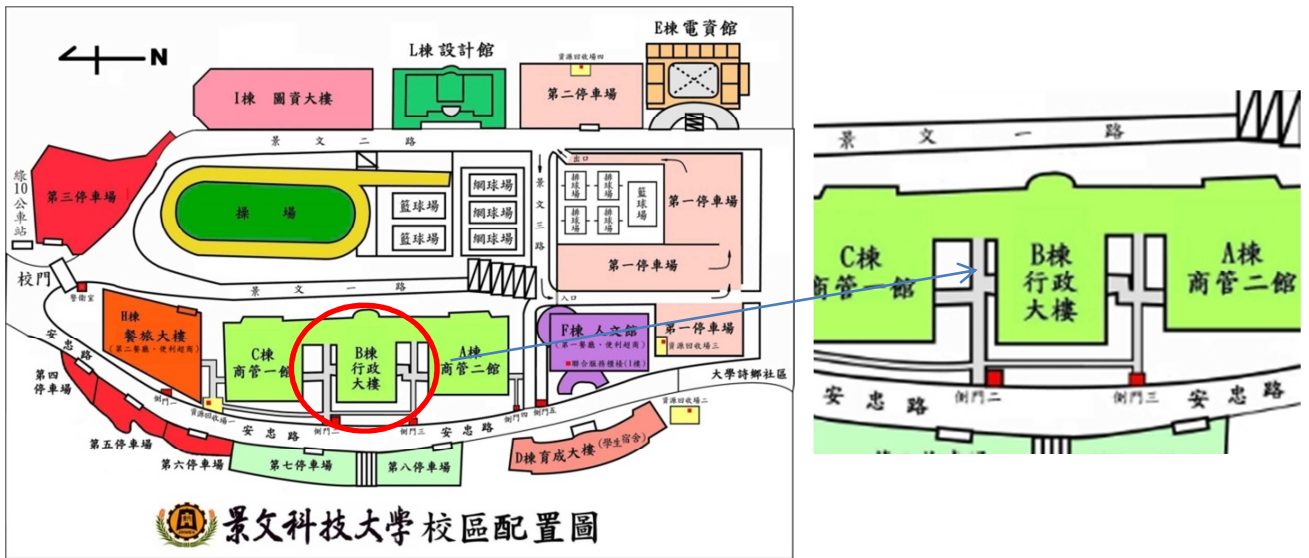 N
L棟 設計館
E棟 電資館
資源回收場四
I棟 圖資大樓
第二停車場
景文二路
綠10公車站
第三停車場
操場
籃球場
籃球場
網球場
網球場
網球場
景文三路
出口
排球場
排球場
排球場
排球場
籃球場
第一停車場
第一停車場
校門
警衛室
景文一路
入口
H棟
餐旅大樓
(第二餐廳、便利超商)
C棟
商管一館
B棟
行政
大樓
A棟
商管二館
F棟 人文館
(第一餐廳、便利超商)
聯合服務櫃檯(1樓)
第一停車場
資源回收場三
安忠路
第四
停車場
側門一
資源回收場一
安忠路
側門二
側門三
安忠路
側門四
側門五
大學詩鄉社區
資源回收場二
第五停車場
第六停車場
第七停車場
第八停車場
D棟育成大樓(學生宿舍)
景文科技大學校區配置圖
景文一路
C棟
商管一館
B棟
行政
大樓
A棟
商管二館
安忠路
側門二
側門三
安忠路